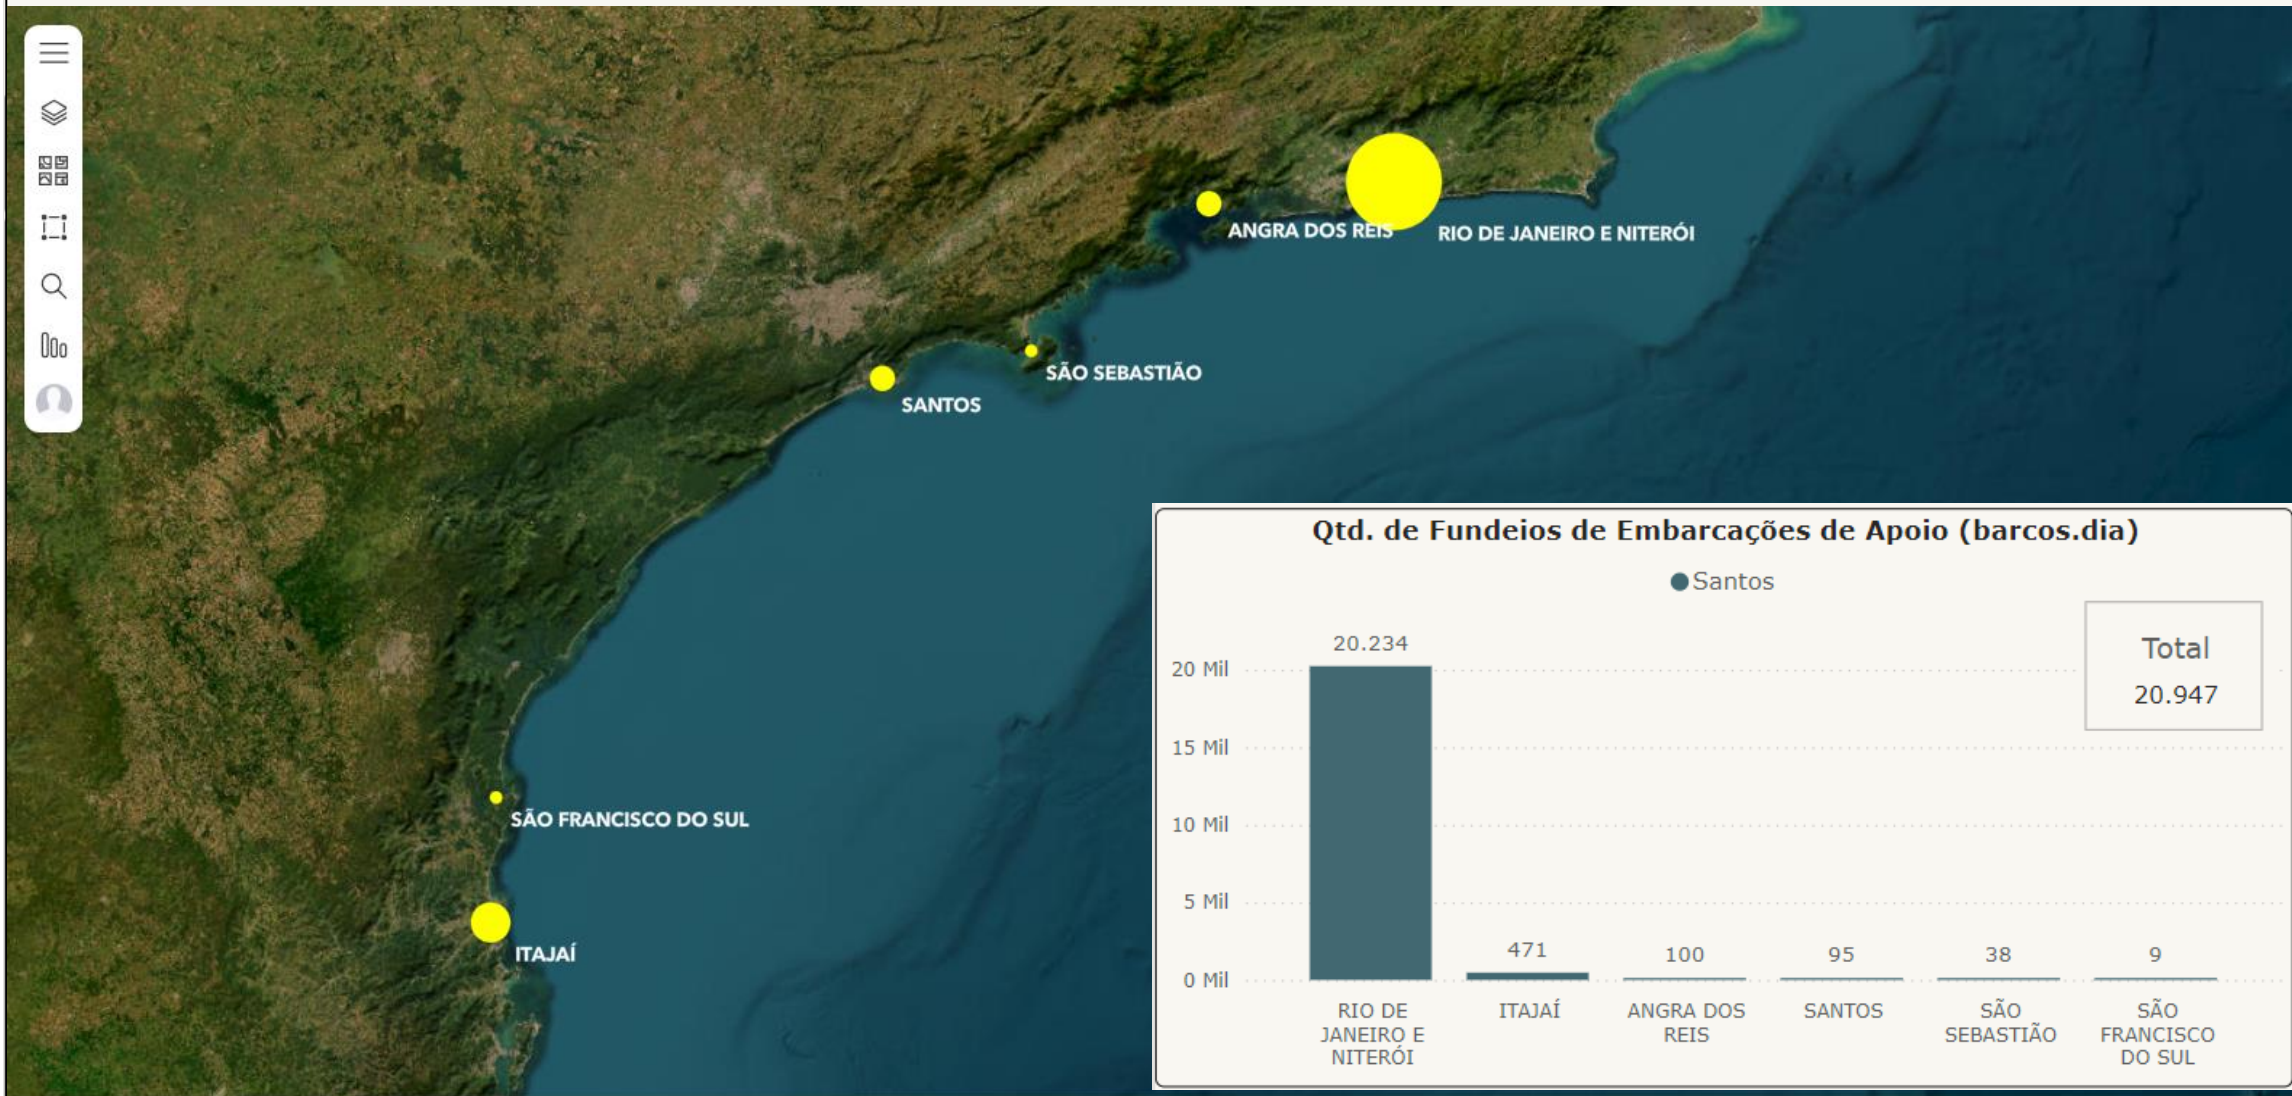 ANGRA DOS REIS
RIO DE JANEIRO E NITERÓI
SÃO SEBASTIÃO
SANTOS
SÃO FRANCISCO DO SUL
ITAJAÍ
Qtd. de Fundeios de Embarcações de Apoio (barcos.dia)
Santos
Total
20.947
20 Mil
15 Mil
10 Mil
5 Mil
0 Mil
20.234
471
100
95
38
9
RIO DE
JANEIRO E
NITERÓI
ITAJAÍ
ANGRA DOS
REIS
SANTOS
SÃO
SEBASTIÃO
SÃO
FRANCISCO
DO SUL